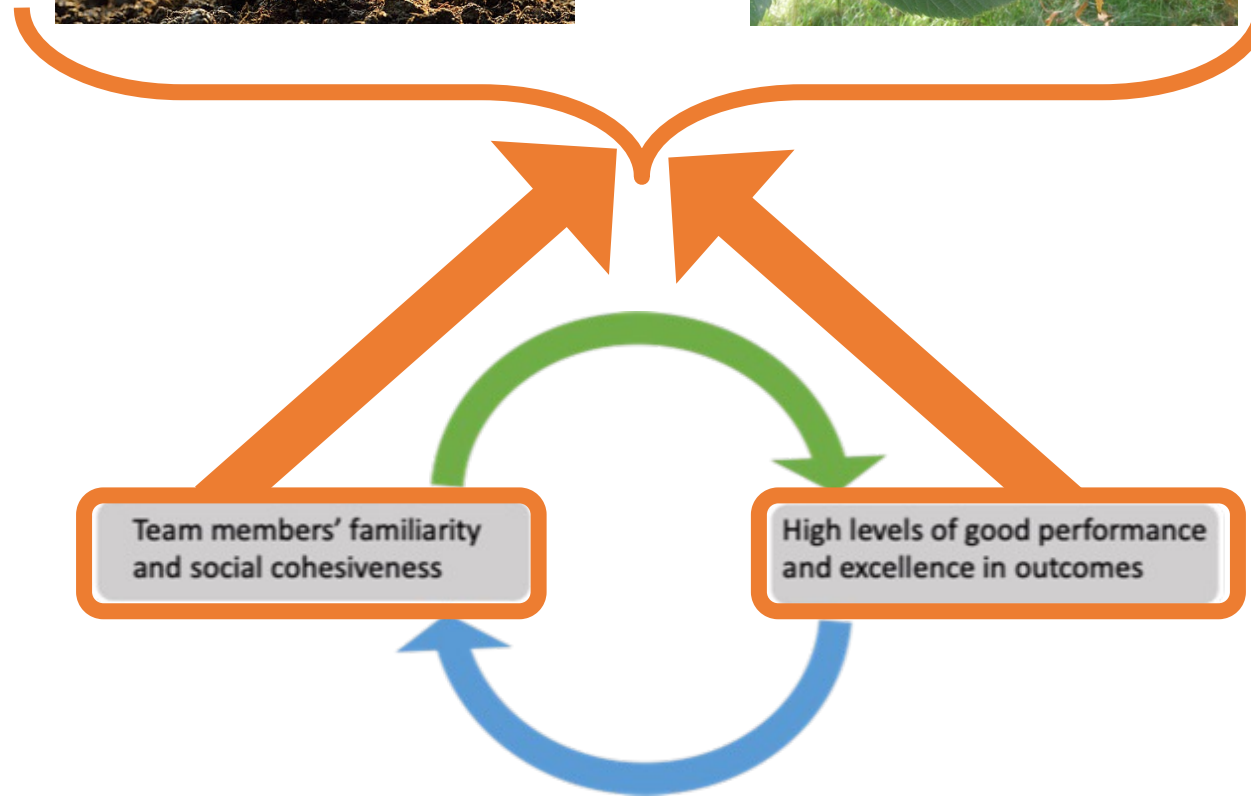 Team members’ familiarity
and social cohesiveness
High levels of good performance
and excellence in outcomes